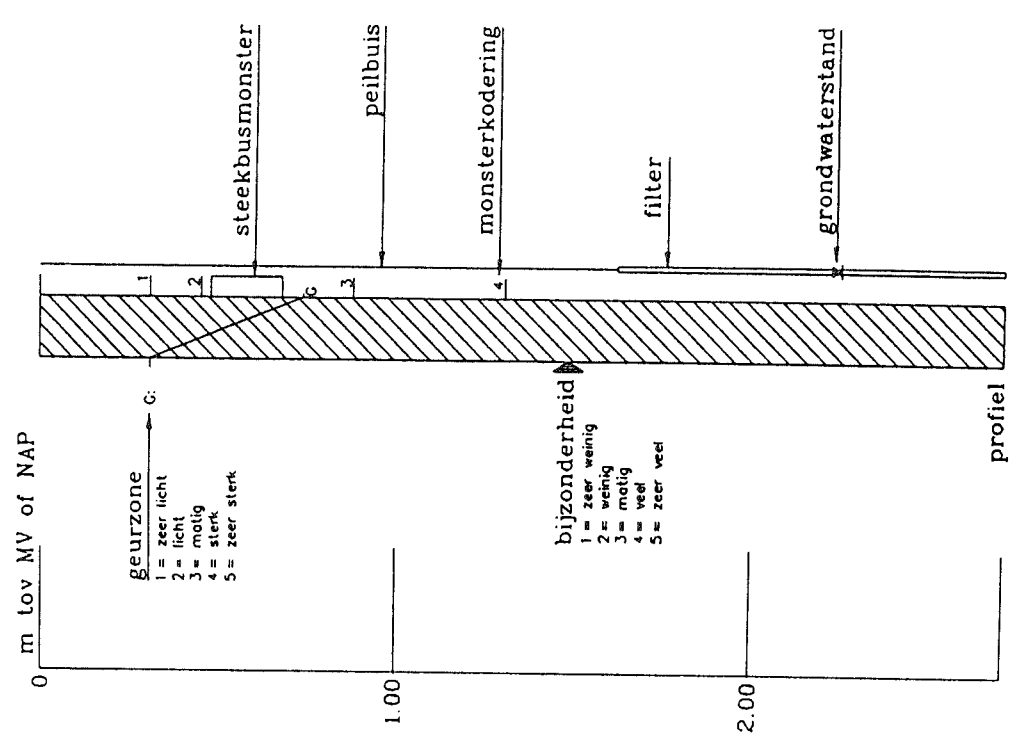 m tov MV of NAP
0
1.00
2.00
geurzone
1 = zeer licht
2 = licht
3 = matig
4 = sterk
5 = zeer sterk
G:
bijzonderheid
1 = zeer weinig
2 = weinig
3 = matig
4 = veel
5 = zeer veel
profiel
1
2
G
3
4
steekbusmonster
peilbuis
monsterkodering
filter
grondwaterstand